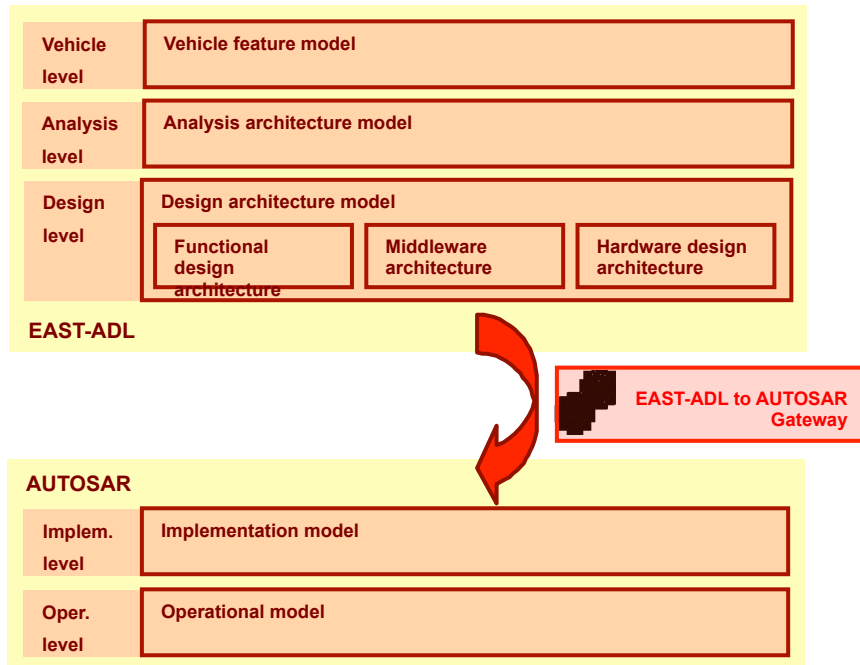 Vehicle
level
Vehicle feature model
Analysis
level
Analysis architecture model
Design
level
Design architecture model
Functional
design
architecture
Middleware
architecture
Hardware design
architecture
EAST-ADL
EAST-ADL to AUTOSAR
Gateway
AUTOSAR
Implem.
level
Implementation model
Oper.
level
Operational model